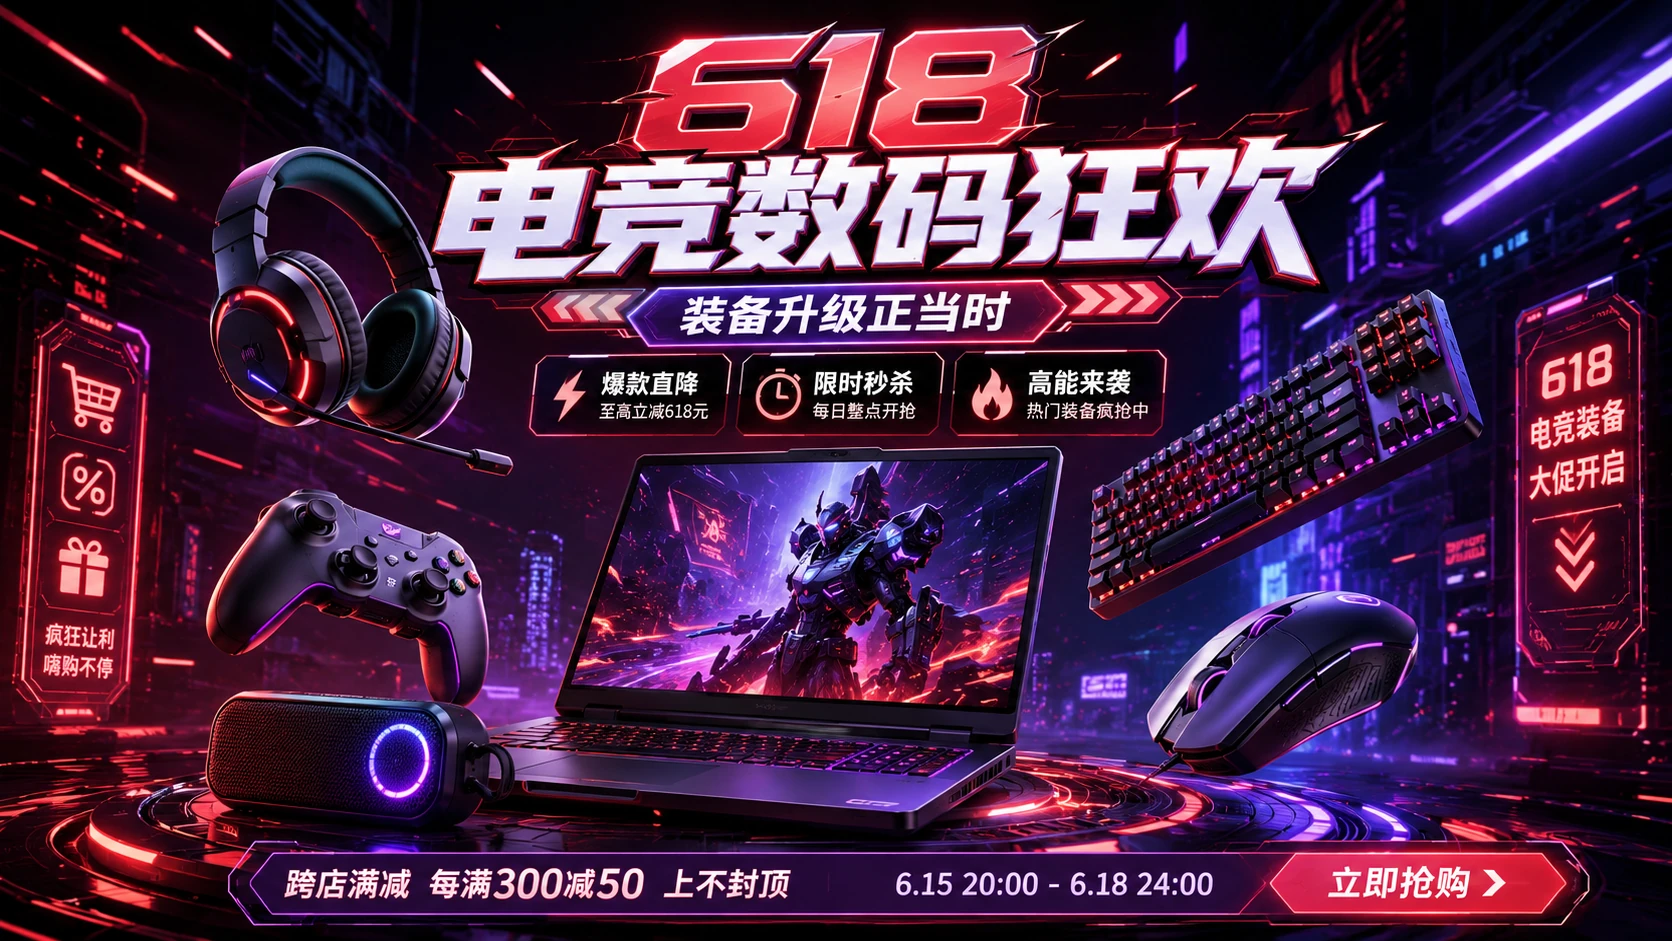 618
电竞数码狂欢
装备升级正当时
爆款直降
至高立减618元
限时秒杀
每日整点开抢
高能来袭
热门装备疯抢中
疯狂让利
嗨购不停
618
电竞装备
大促开启
跨店满减 每满300减50 上不封顶
6.15 20:00 - 6.18 24:00
立即抢购